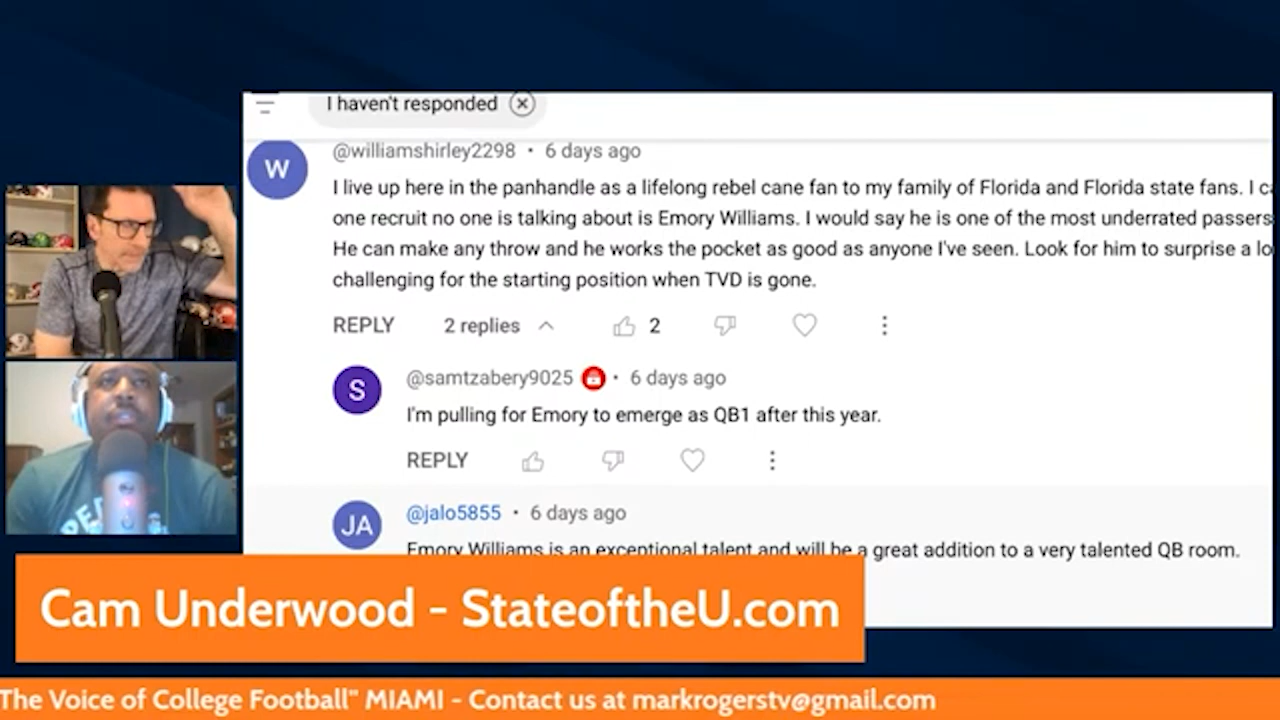 I haven't responded
W
@williamshirley2298 • 6 days ago
I live up here in the panhandle as a lifelong rebel cane fan to my family of Florida and Florida state fans. I
one recruit no one is talking about is Emory Williams. I would say he is one of the most underrated passers
He can make any throw and he works the pocket as good as anyone I've seen. Look for him to surprise a
challenging for the starting position when TVD is gone.
REPLY 2 replies 2
S
@samtzabery9025 • 6 days ago
I'm pulling for Emory to emerge as QB1 after this year.
REPLY
JA
@jalo5855 • 6 days ago
Emory Williams is an exceptional talent and will be a great addition to a very talented QB room.
Cam Underwood - StateoftheU.com
The Voice of College Football" MIAMI - Contact us at markrogerstv@gmail.com